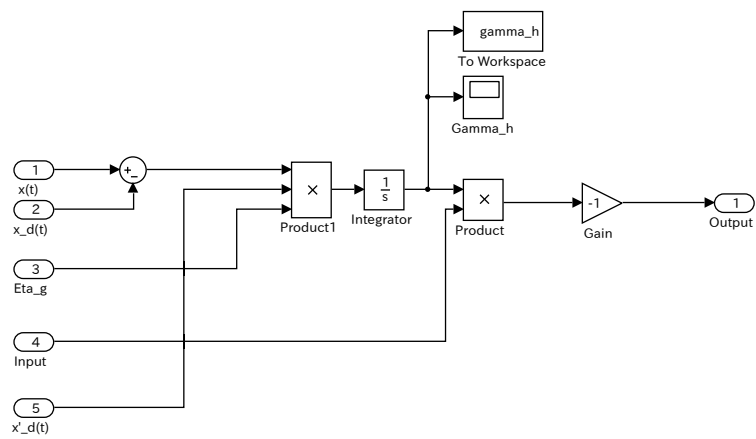 gamma_h
To Workspace
Gamma_h
1
x(t)
+
−
2
x_d(t)
×
Product1
1
s
Integrator
×
Product
-1
Gain
1
Output
3
Eta_g
4
Input
5
x'_d(t)